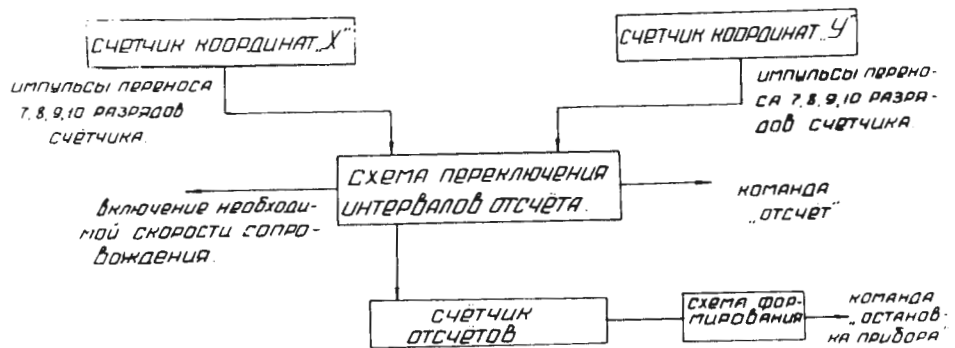 СЧЕТЧИК КООРДИНАТ „X"
СЧЕТЧИК КООРДИНАТ „У"
ИМПУЛЬСЫ ПЕРЕНОСА
7, 8, 9, 10 РАЗРЯДОВ
СЧЁТЧИКА.
ИМПУЛЬСЫ ПЕРЕНО-
СА 7, 8, 9, 10 РАЗРЯ-
ДОВ СЧЕТЧИКА.
СХЕМА ПЕРЕКЛЮЧЕНИЯ
ИНТЕРВАЛОВ ОТСЧЁТА.
ВКЛЮЧЕНИЕ НЕОБХОДИ-
МОЙ СКОРОСТИ СОПРО-
ВОЖДЕНИЯ.
КОМАНДА
„ОТСЧЁТ"
СЧЁТЧИК
ОТСЧЁТОВ
СХЕМА ФОР-
МИРОВАНИЯ
КОМАНДА
„ОСТАНОВ-
КА ПРИБОРА"